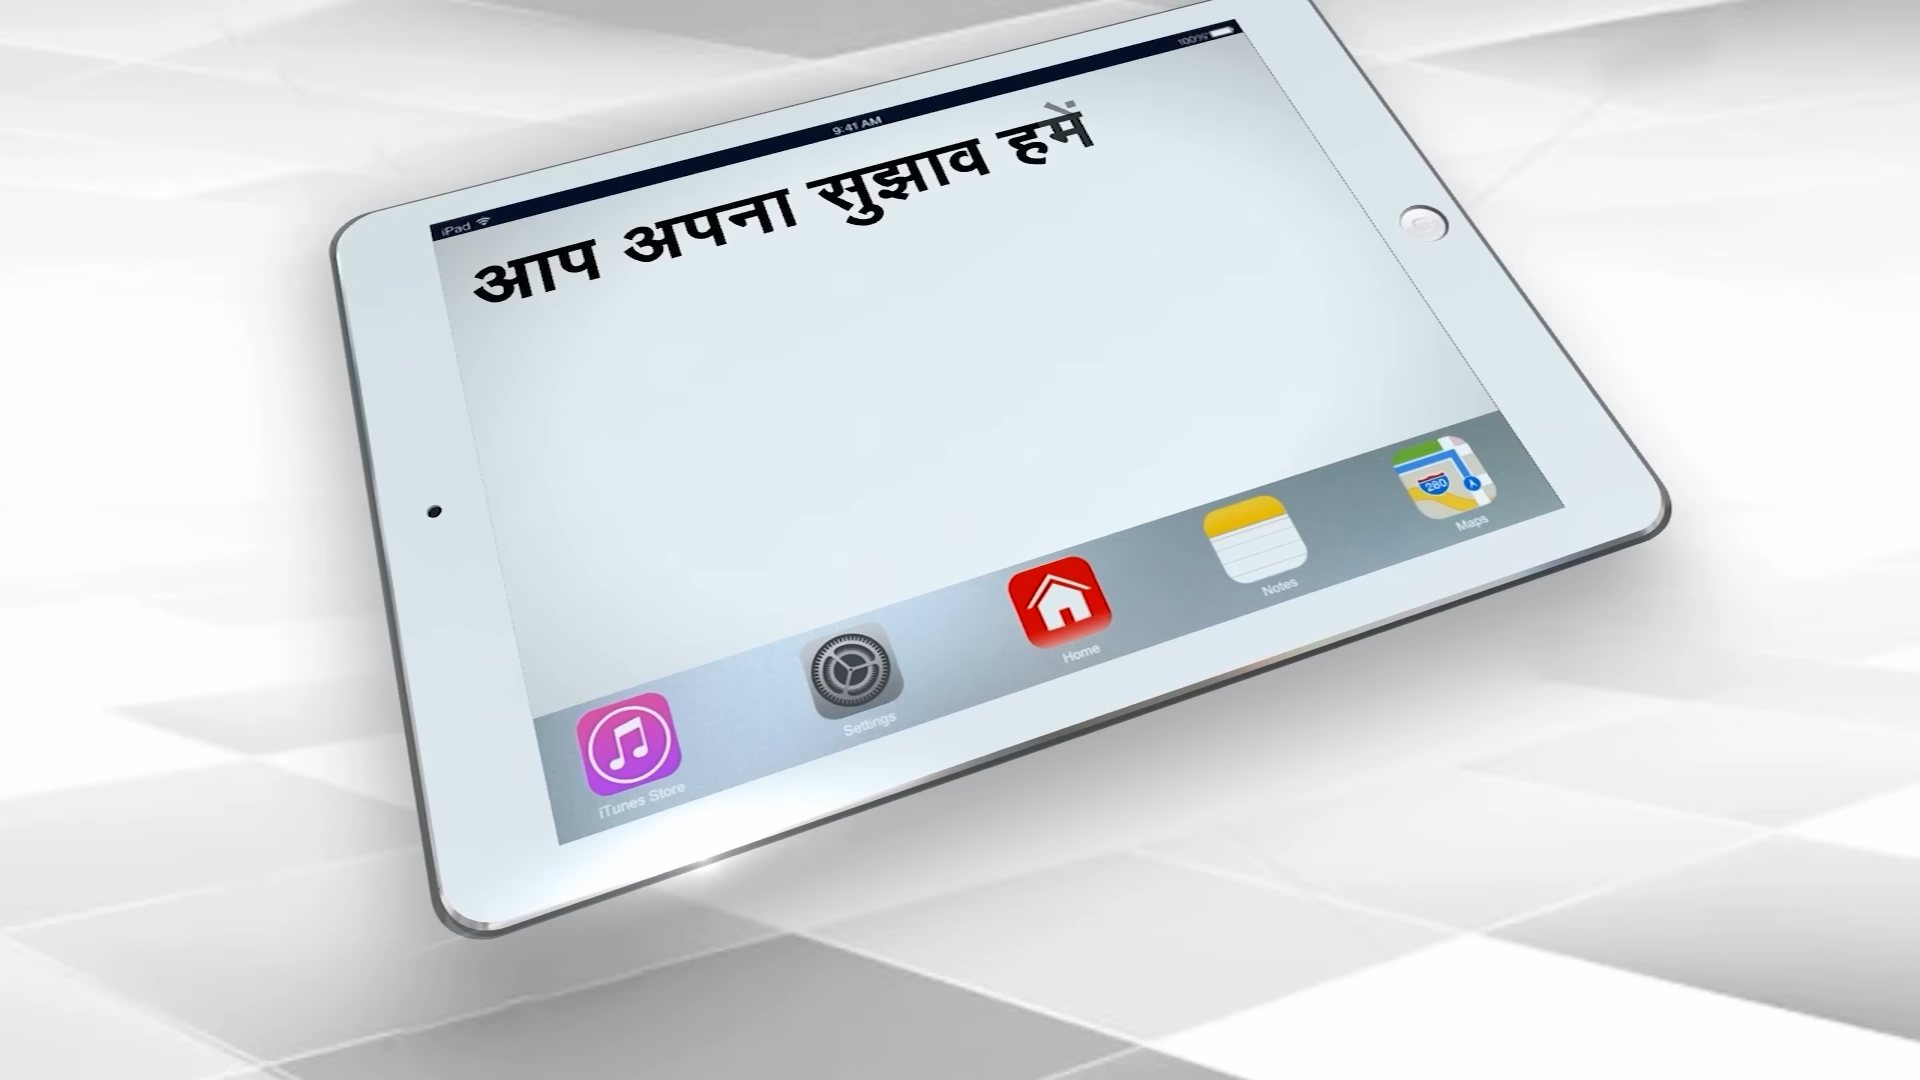 iPad 9:41 AM 100%
आप अपना सुझाव हमें
iTunes Store
Settings
Home
Notes
280
Maps